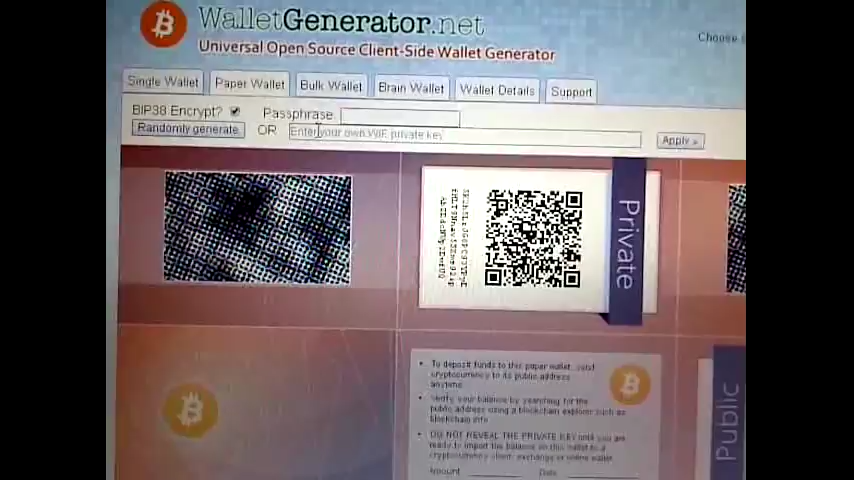 WalletGenerator.net
Universal Open Source Client-Side Wallet Generator
Choose
Single Wallet
Paper Wallet
Bulk Wallet
Brain Wallet
Wallet Details
Support
BIP38 Encrypt?
Passphrase
Randomly generate
OR
Enter your own WIF private key
Apply »
Private
To deposit funds to this paper wallet, send
cryptocurrency to its public address
anytime.
Verify your balance by searching for the
public address using a blockchain explorer such as
blockchain.info
DO NOT REVEAL THE PRIVATE KEY until you are
ready to import the balance on this wallet to a
cryptocurrency client, exchange or online wallet
Amount
Date
Public